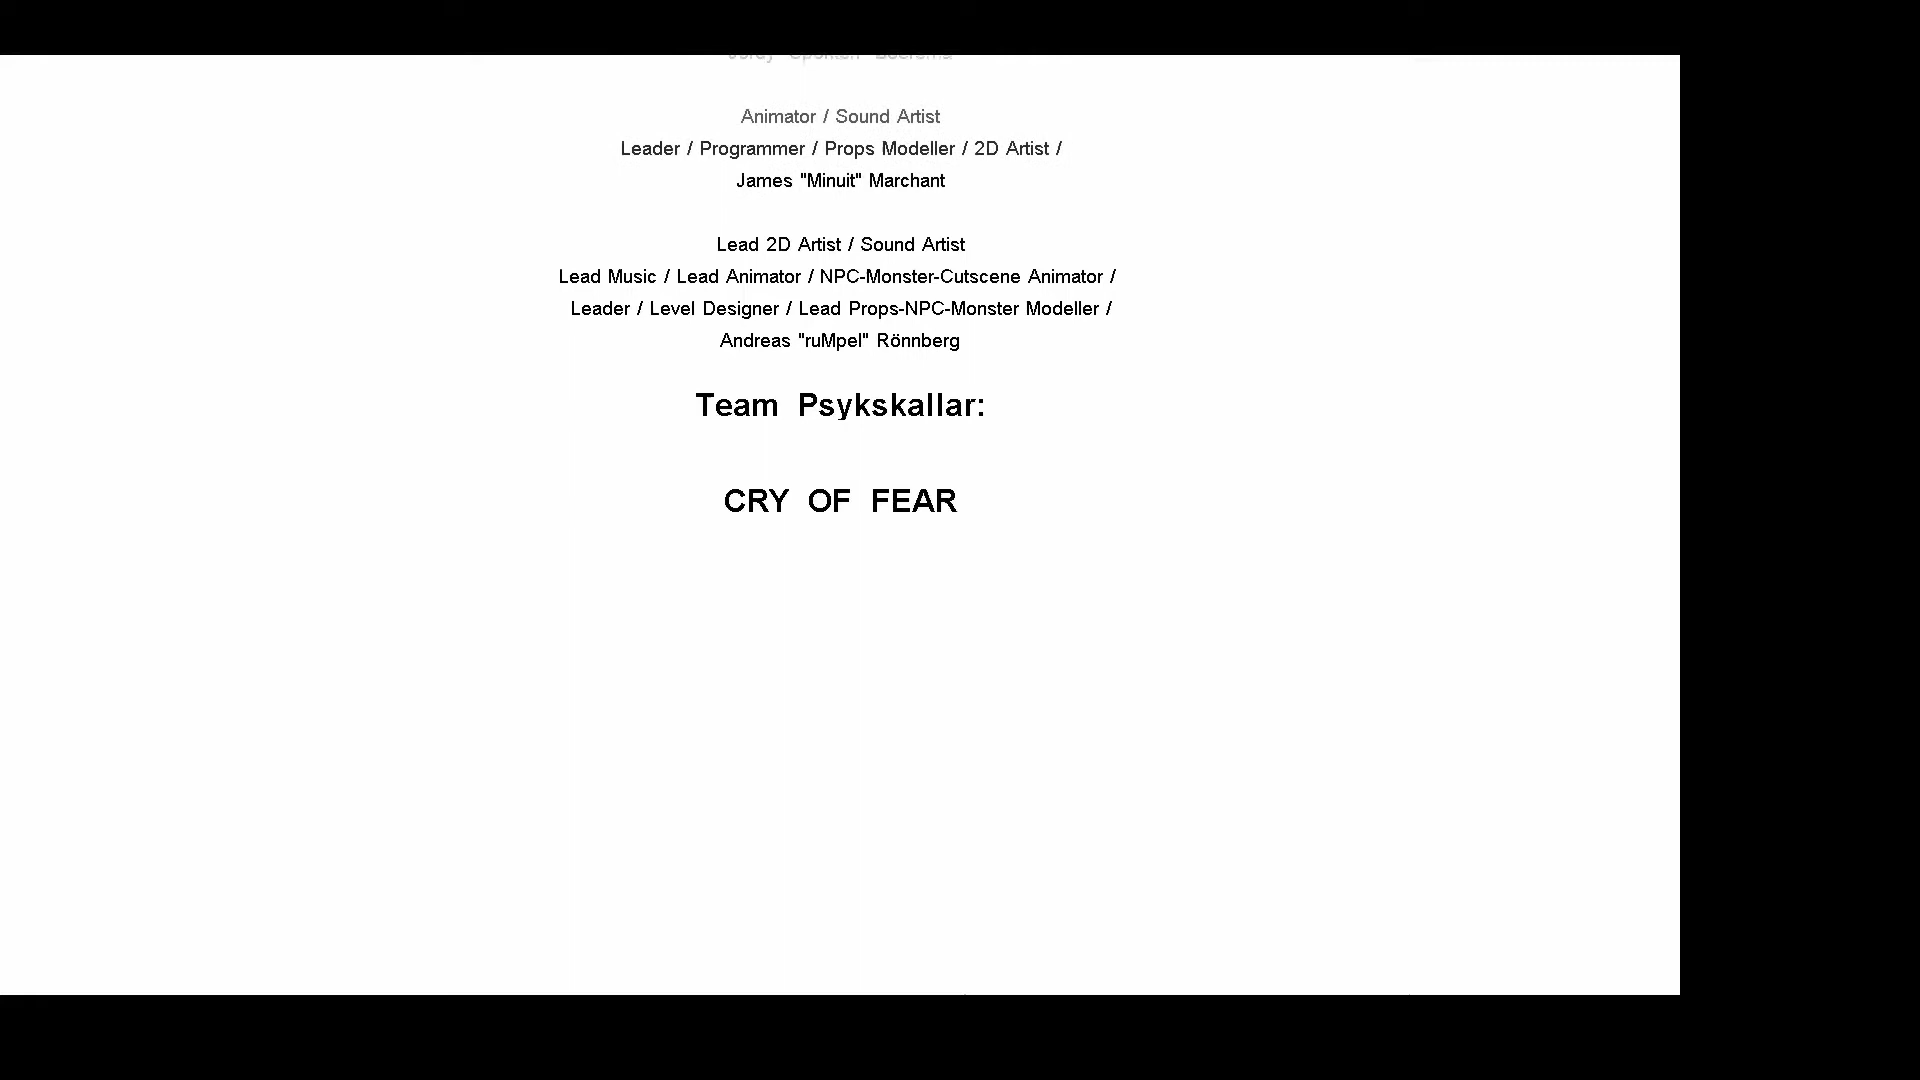 Animator / Sound Artist
Leader / Programmer / Props Modeller / 2D Artist /
James "Minuit" Marchant
Lead 2D Artist / Sound Artist
Lead Music / Lead Animator / NPC-Monster-Cutscene Animator /
Leader / Level Designer / Lead Props-NPC-Monster Modeller /
Andreas "ruMpel" Rönnberg
Team Psykskallar:
CRY OF FEAR